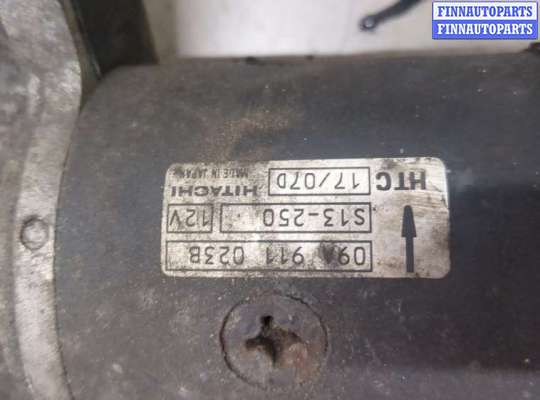 FINNAUTOPARTS
FINNAUTOPARTS
09A 911 023B
S13-250 12V
HTC 17/07D HITACHI
MADE IN JAPAN